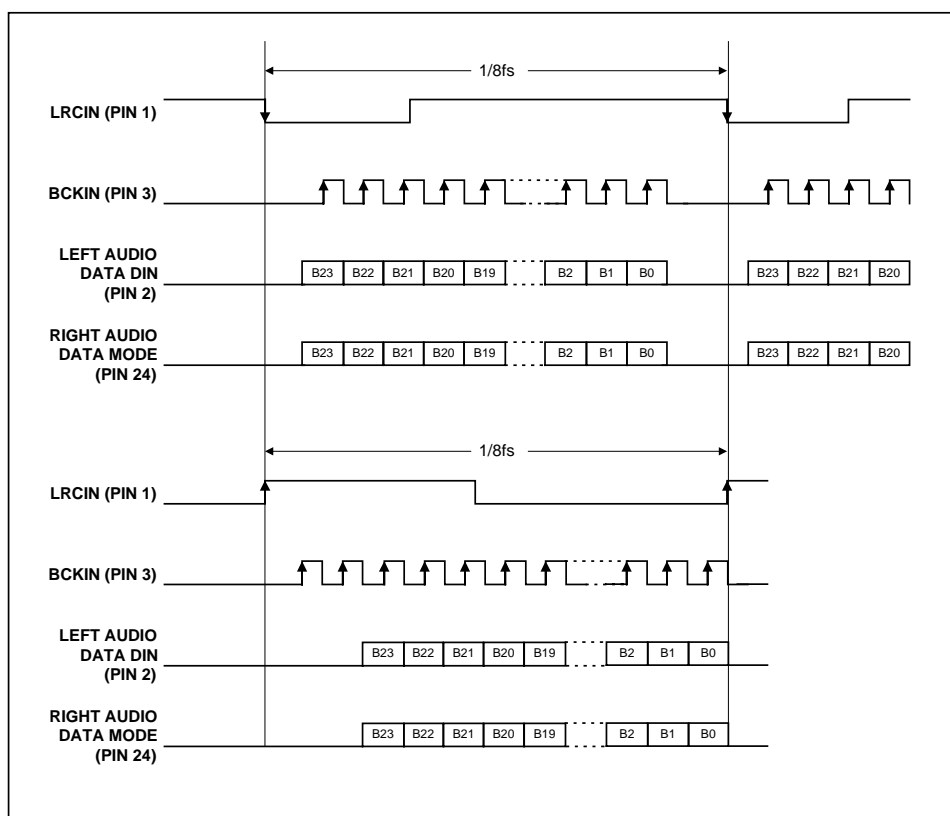 1/8fs
LRCIN (PIN 1)
BCKIN (PIN 3)
LEFT AUDIO
DATA DIN
(PIN 2)
B23 B22 B21 B20 B19 B2 B1 B0 B23 B22 B21 B20
RIGHT AUDIO
DATA MODE
(PIN 24)
B23 B22 B21 B20 B19 B2 B1 B0 B23 B22 B21 B20
1/8fs
LRCIN (PIN 1)
BCKIN (PIN 3)
LEFT AUDIO
DATA DIN
(PIN 2)
B23 B22 B21 B20 B19 B2 B1 B0
RIGHT AUDIO
DATA MODE
(PIN 24)
B23 B22 B21 B20 B19 B2 B1 B0